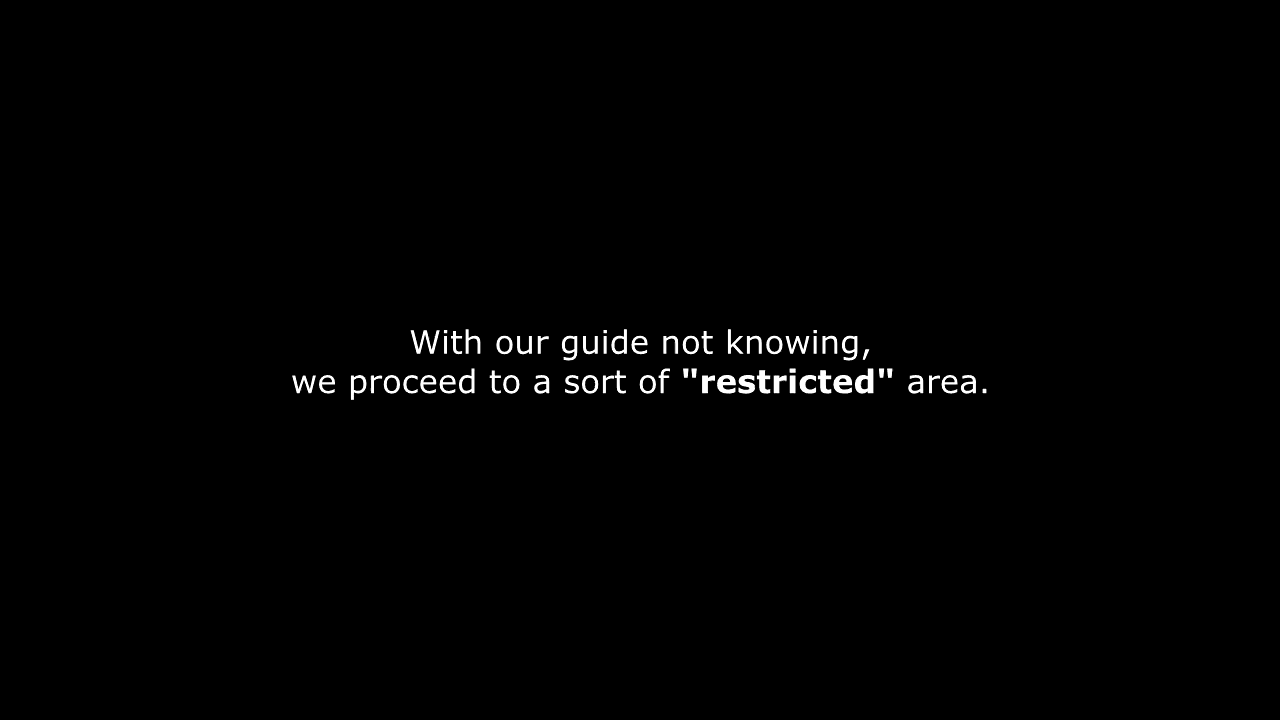 With our guide not knowing,
we proceed to a sort of "restricted" area.